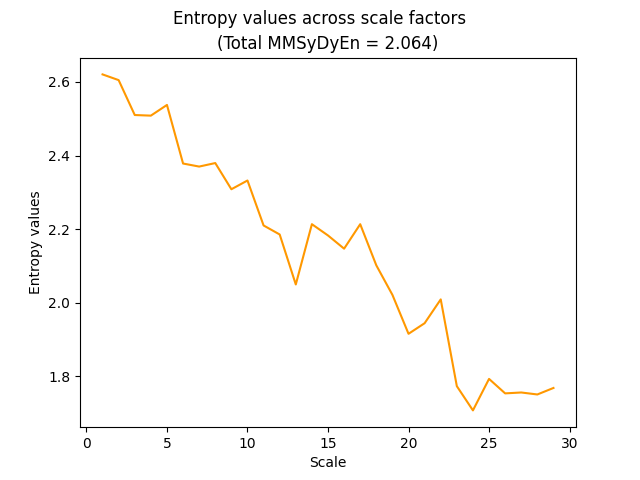 Entropy values across scale factors
(Total MMSyDyEn = 2.064)
2.6
2.4
2.2
2.0
1.8
Entropy values
0 5 10 15 20 25 30
Scale